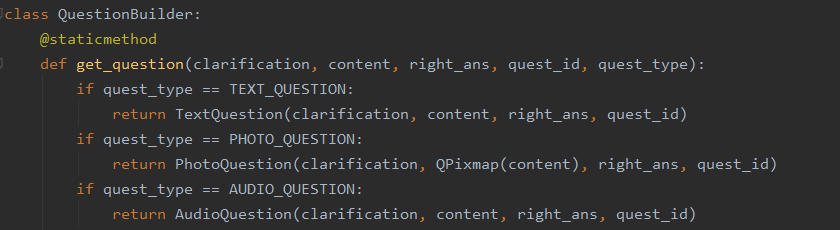 class QuestionBuilder:
    @staticmethod
    def get_question(clarification, content, right_ans, quest_id, quest_type):
        if quest_type == TEXT_QUESTION:
            return TextQuestion(clarification, content, right_ans, quest_id)
        if quest_type == PHOTO_QUESTION:
            return PhotoQuestion(clarification, QPixmap(content), right_ans, quest_id)
        if quest_type == AUDIO_QUESTION:
            return AudioQuestion(clarification, content, right_ans, quest_id)